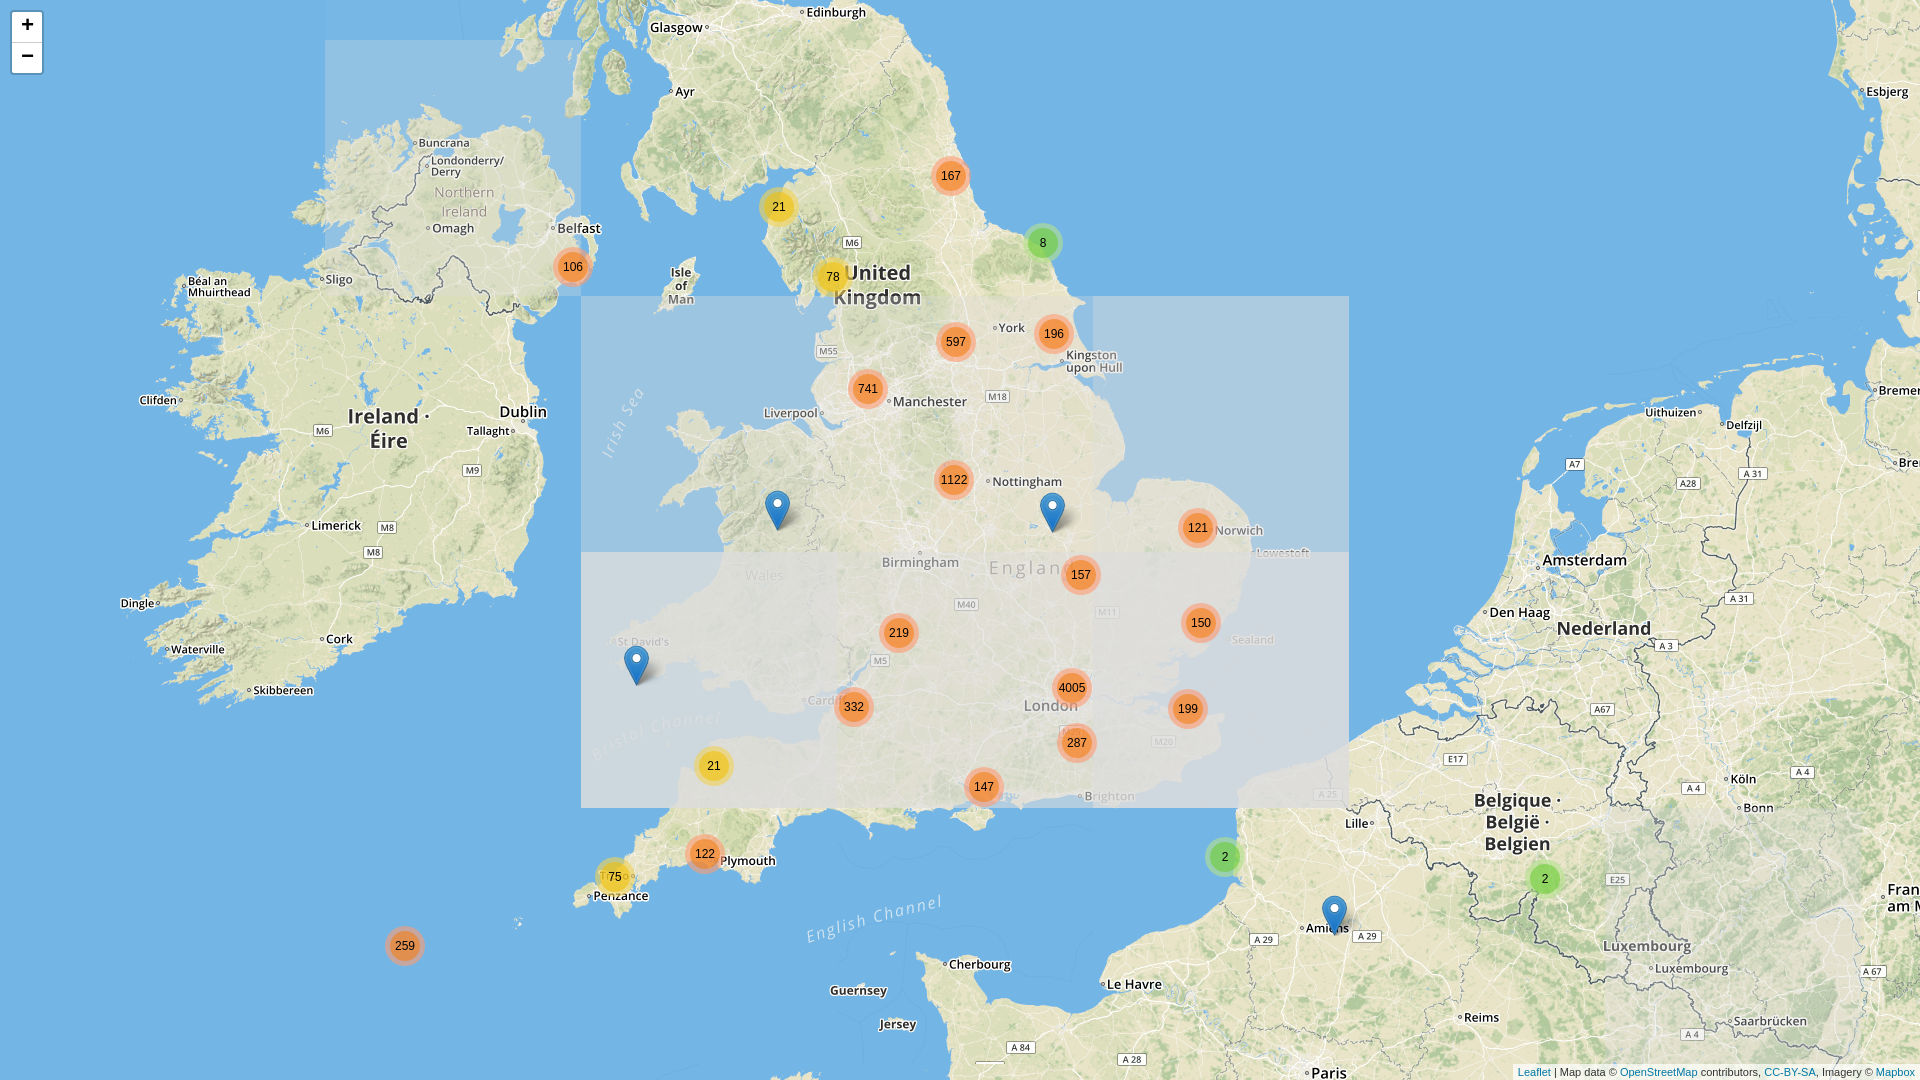 +
−
Glasgow
Edinburgh
Ayr
Esbjerg
Buncrana
Londonderry/
Derry
Northern
Ireland
Omagh
Belfast
167
21
M6
8
106
78
United
Kingdom
Isle
of
Man
Sligo
Béal an
Mhuirthead
York
196
597
M55
Kingston
upon Hull
741
Manchester
M18
Liverpool
Irish Sea
Clifden
Dublin
Tallaght
Ireland ·
Éire
M6
M9
Uithuizen
Delfzijl
Bremer
A7
A 31
A28
Bre
1122
Nottingham
121
Norwich
Lowestoft
Limerick
M8
M8
Birmingham
England
157
Wales
Amsterdam
Den Haag
A 31
Nederland
A 3
Dingle
Cork
Waterville
Skibbereen
M40
M11
219
150
Sealand
St David's
M5
4005
London
Cardiff
332
199
A67
287
M20
Bristol Channel
E17
21
147
Brighton
A 25
Köln
A 4
A 4
Bonn
Belgique ·
België ·
Belgien
Lille
122
Plymouth
75
Penzance
2
2
E25
Fran
am M
English Channel
259
Amiens
A 29
A 29
Luxembourg
Luxembourg
A 67
Cherbourg
Le Havre
Guernsey
Jersey
Reims
Saarbrücken
A 4
A 84
A 28
Paris
Leaflet | Map data © OpenStreetMap contributors, CC-BY-SA, Imagery © Mapbox